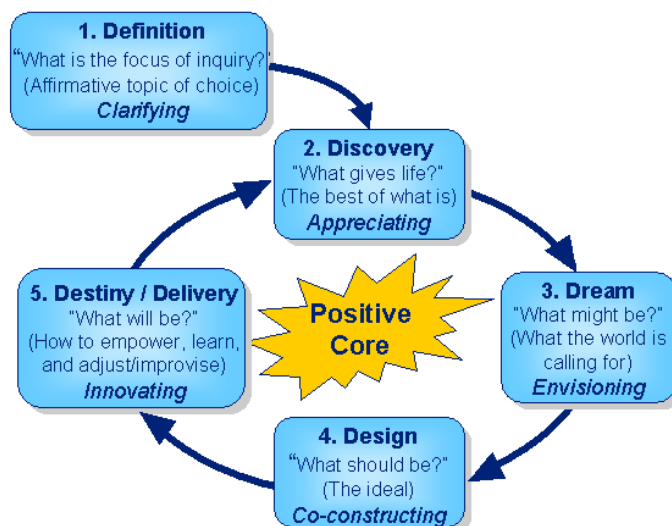 1. Definition
“What is the focus of inquiry?"
(Affirmative topic of choice)
Clarifying
2. Discovery
"What gives life?"
(The best of what is)
Appreciating
3. Dream
"What might be?"
(What the world is
calling for)
Envisioning
4. Design
“What should be?"
(The ideal)
Co-constructing
5. Destiny / Delivery
"What will be?"
(How to empower, learn,
and adjust/improvise)
Innovating
Positive
Core